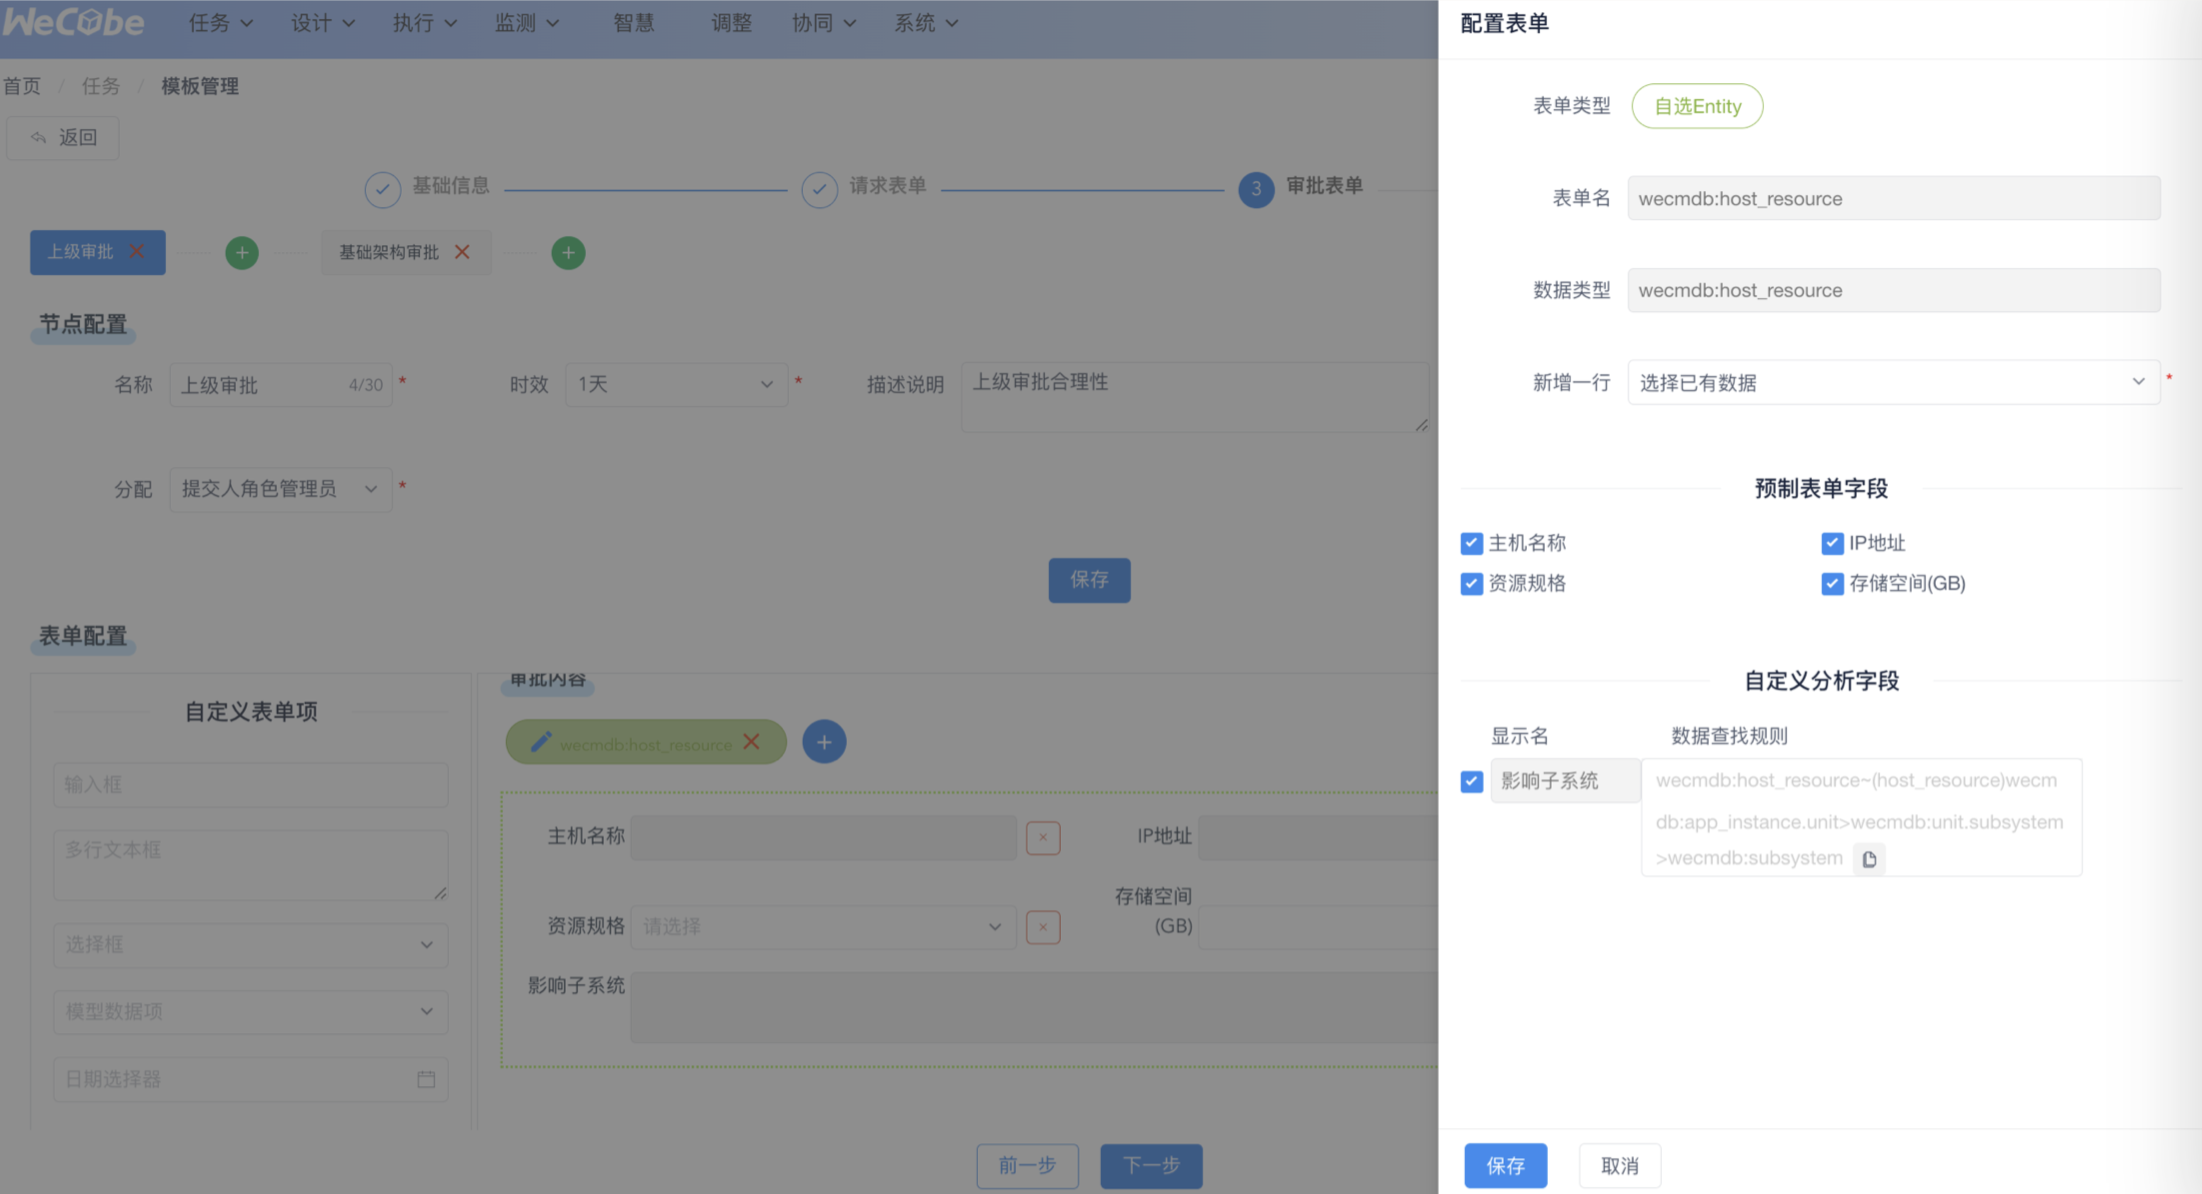 WeCube
任务
设计
执行
监测
智慧
调整
协同
系统
首页 / 任务 / 模板管理
返回
基础信息
请求表单
3 审批表单
上级审批
基础架构审批
节点配置
名称 上级审批 4/30 *
时效 1天 *
描述说明 上级审批合理性
分配 提交人角色管理员 *
保存
表单配置
自定义表单项
输入框
多行文本框
选择框
模型数据项
日期选择器
审批内容
wecmdb:host_resource
主机名称
IP地址
资源规格 请选择
存储空间
(GB)
影响子系统
前一步
下一步
配置表单
表单类型 自选Entity
表单名 wecmdb:host_resource
数据类型 wecmdb:host_resource
新增一行 选择已有数据 *
预制表单字段
主机名称
IP地址
资源规格
存储空间(GB)
自定义分析字段
显示名
数据查找规则
影响子系统
wecmdb:host_resource~(host_resource)wecm
db:app_instance.unit>wecmdb:unit.subsystem
>wecmdb:subsystem
保存
取消